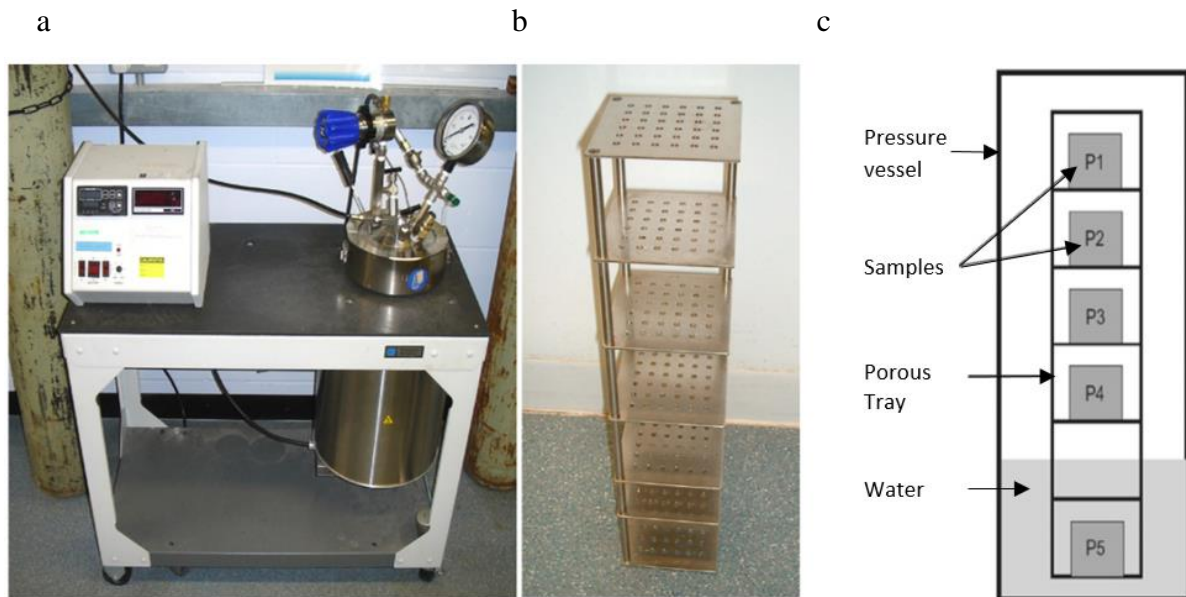 a
b
c
Pressure
vessel
P1
P2
Samples
P3
Porous
Tray
P4
Water
P5